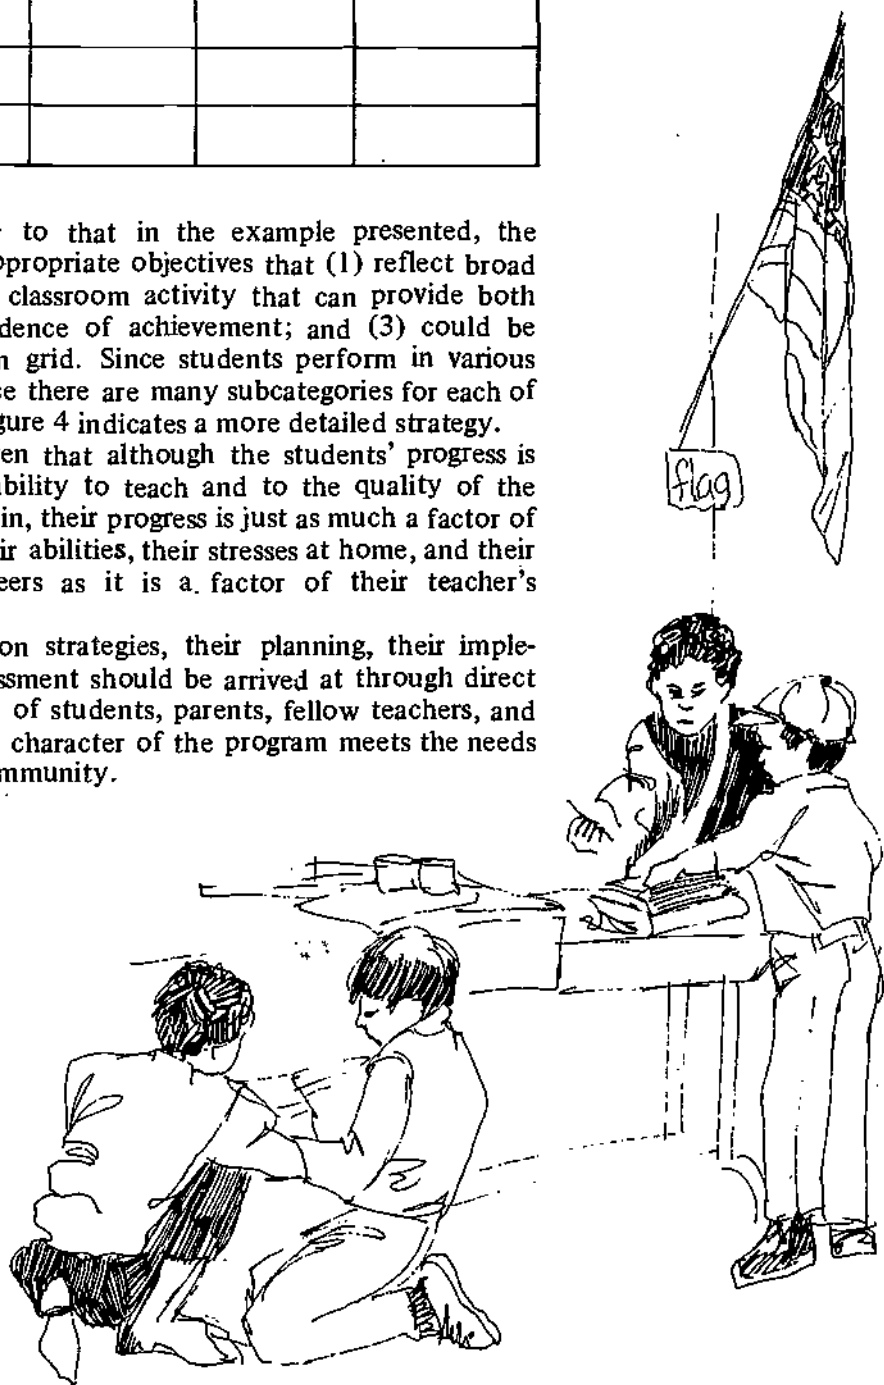 to that in the example presented, the
propriate objectives that (1) reflect broad
classroom activity that can provide both
dence of achievement; and (3) could be
grid. Since students perform in various
e there are many subcategories for each of
gure 4 indicates a more detailed strategy.
en that although the students' progress is
bility to teach and to the quality of the
in, their progress is just as much a factor of
ir abilities, their stresses at home, and their
eers as it is a factor of their teacher's
on strategies, their planning, their imple-
ssment should be arrived at through direct
of students, parents, fellow teachers, and
character of the program meets the needs
mmunity.
flag